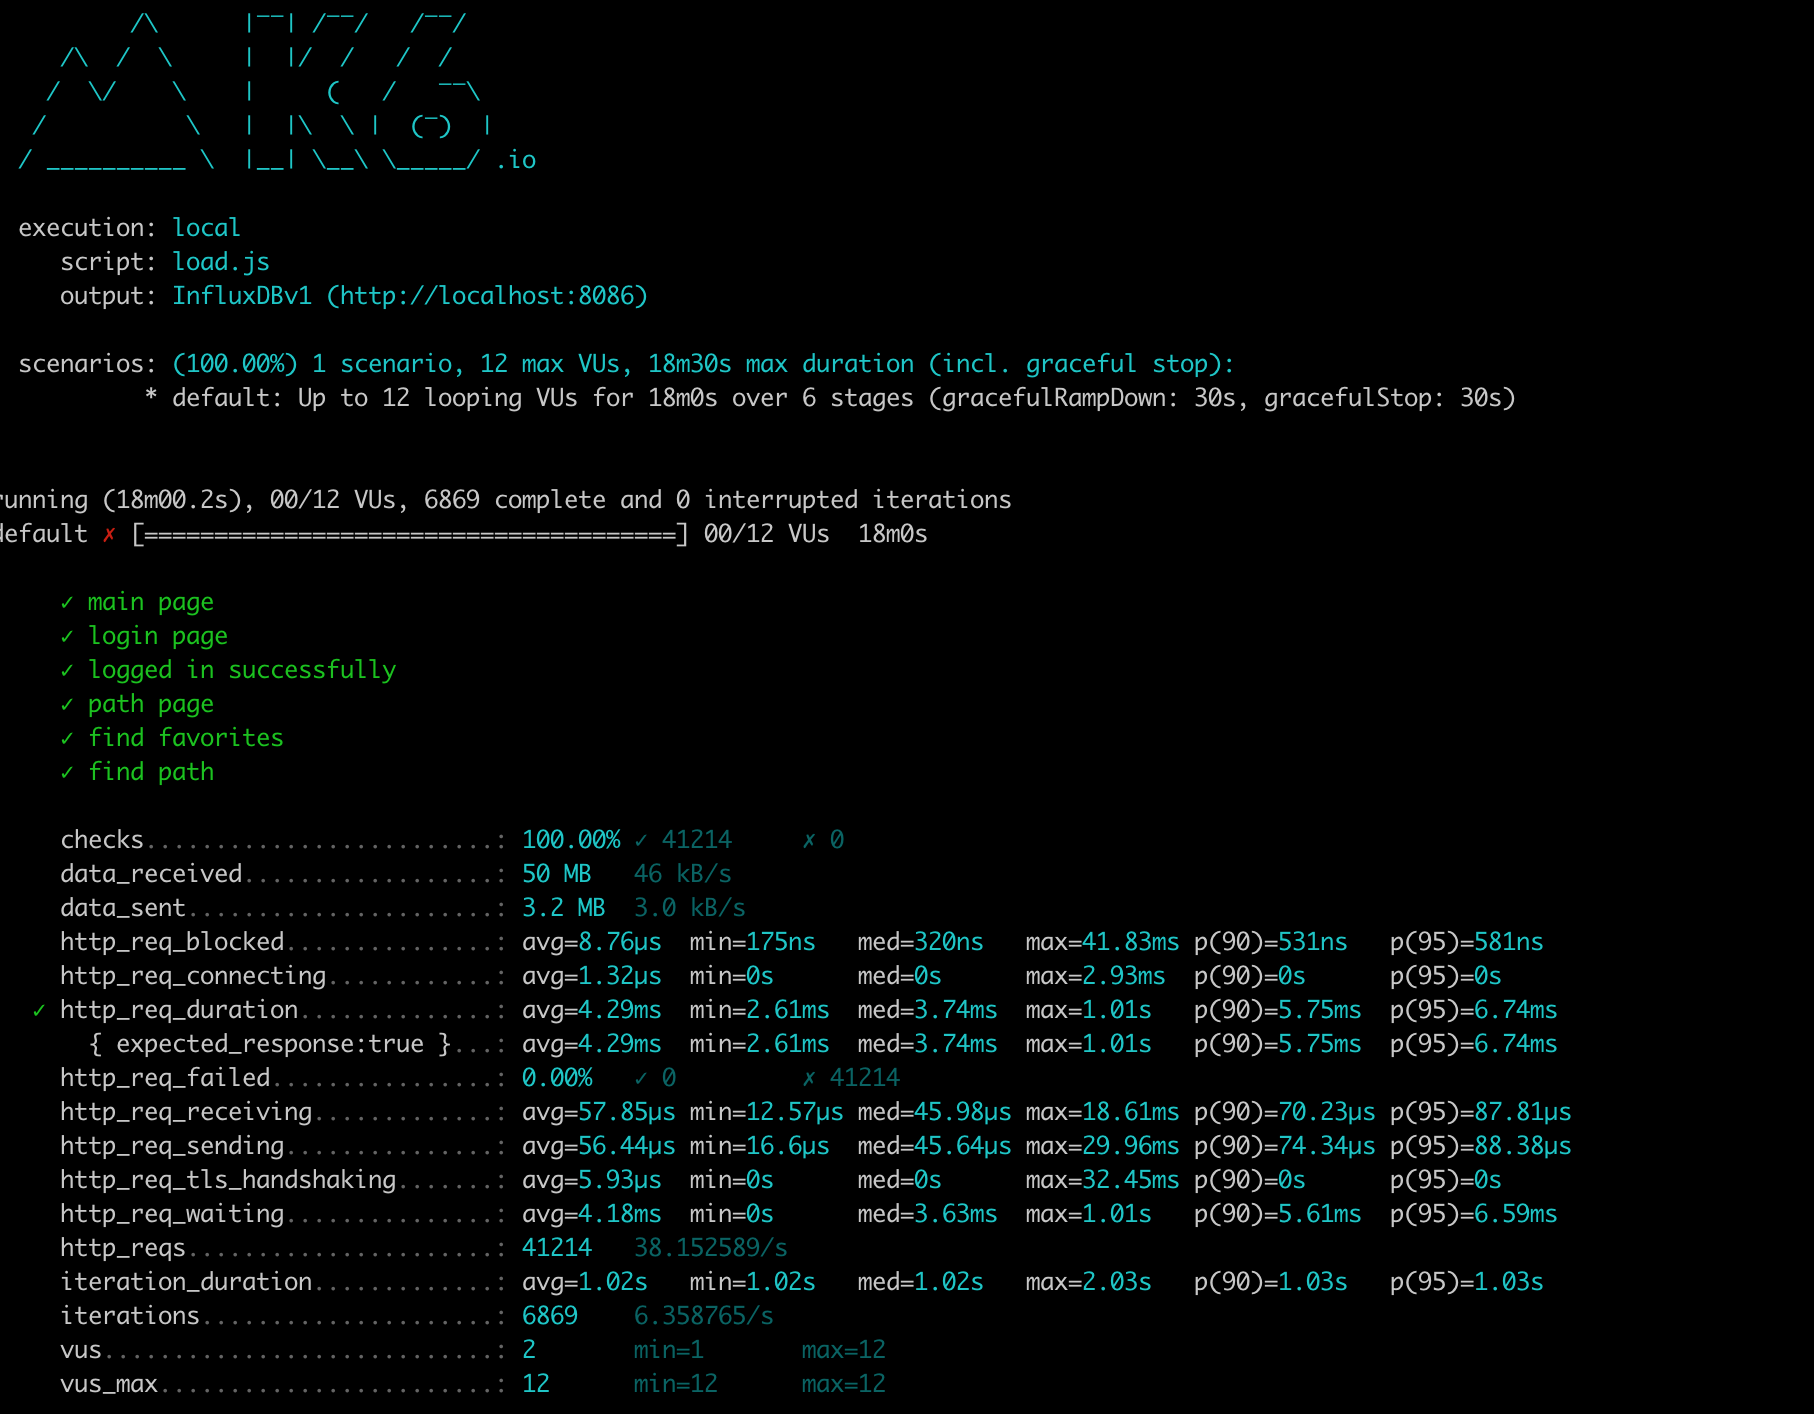 /\      |‾‾| /‾‾/   /‾‾/
     /\  /  \     |  |/  /   /  /
    /  \/    \    |     (   /   ‾‾\
   /          \   |  |\  \ |  (‾)  |
  / __________ \  |__| \__\ \_____/ .io
execution: local
script: load.js
output: InfluxDBv1 (http://localhost:8086)
scenarios: (100.00%) 1 scenario, 12 max VUs, 18m30s max duration (incl. graceful stop):
* default: Up to 12 looping VUs for 18m0s over 6 stages (gracefulRampDown: 30s, gracefulStop: 30s)
running (18m00.2s), 00/12 VUs, 6869 complete and 0 interrupted iterations
default ✗ [======================================] 00/12 VUs  18m0s
✓ main page
✓ login page
✓ logged in successfully
✓ path page
✓ find favorites
✓ find path
checks.........................: 100.00% ✓ 41214     ✗ 0
data_received..................: 50 MB   46 kB/s
data_sent......................: 3.2 MB  3.0 kB/s
http_req_blocked...............: avg=8.76µs  min=175ns   med=320ns   max=41.83ms p(90)=531ns   p(95)=581ns
http_req_connecting............: avg=1.32µs  min=0s      med=0s      max=2.93ms  p(90)=0s      p(95)=0s
✓ http_req_duration..............: avg=4.29ms  min=2.61ms  med=3.74ms  max=1.01s   p(90)=5.75ms  p(95)=6.74ms
{ expected_response:true }...: avg=4.29ms  min=2.61ms  med=3.74ms  max=1.01s   p(90)=5.75ms  p(95)=6.74ms
http_req_failed................: 0.00%   ✓ 0         ✗ 41214
http_req_receiving.............: avg=57.85µs min=12.57µs med=45.98µs max=18.61ms p(90)=70.23µs p(95)=87.81µs
http_req_sending...............: avg=56.44µs min=16.6µs  med=45.64µs max=29.96ms p(90)=74.34µs p(95)=88.38µs
http_req_tls_handshaking.......: avg=5.93µs  min=0s      med=0s      max=32.45ms p(90)=0s      p(95)=0s
http_req_waiting...............: avg=4.18ms  min=0s      med=3.63ms  max=1.01s   p(90)=5.61ms  p(95)=6.59ms
http_reqs......................: 41214   38.152589/s
iteration_duration.............: avg=1.02s   min=1.02s   med=1.02s   max=2.03s   p(90)=1.03s   p(95)=1.03s
iterations.....................: 6869    6.358765/s
vus............................: 2       min=1       max=12
vus_max........................: 12      min=12      max=12